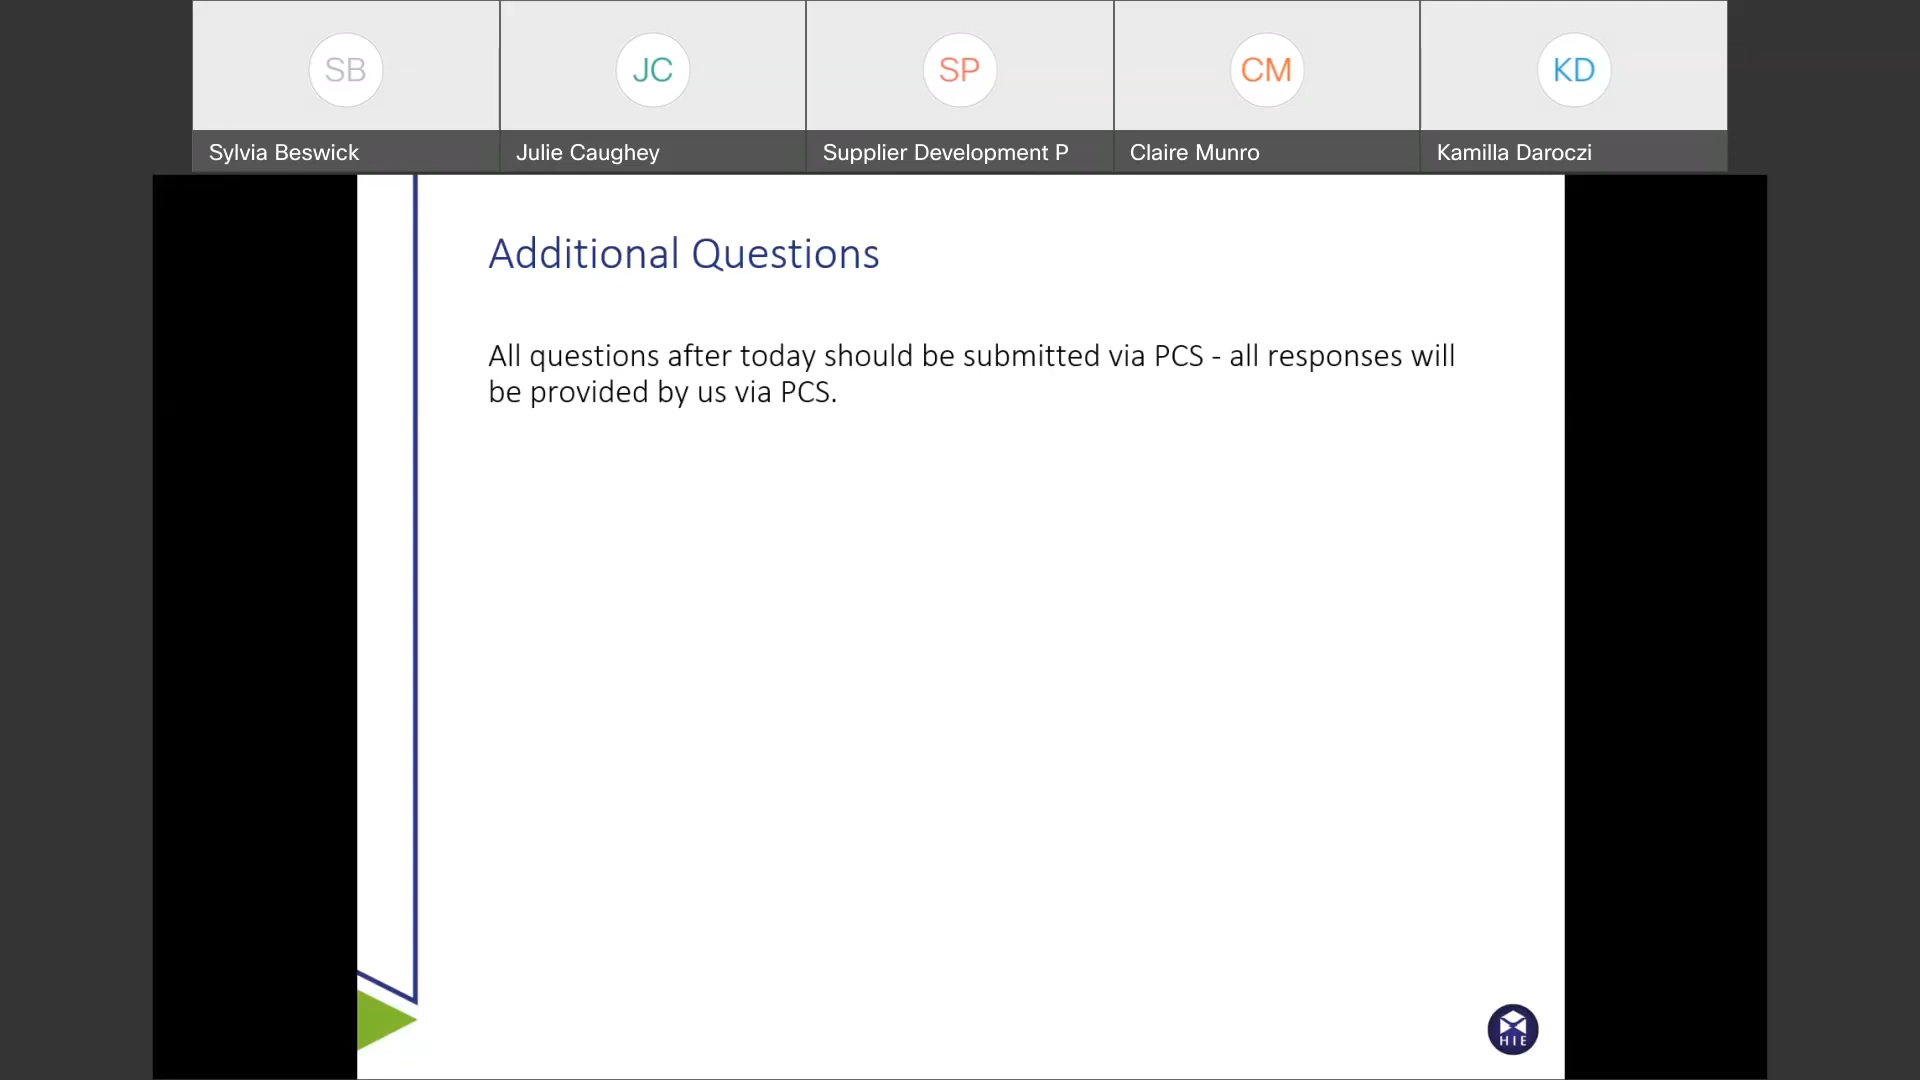 SB
JC
SP
CM
KD
Sylvia Beswick
Julie Caughey
Supplier Development P
Claire Munro
Kamilla Daroczi
Additional Questions
All questions after today should be submitted via PCS - all responses will
be provided by us via PCS.
HIE